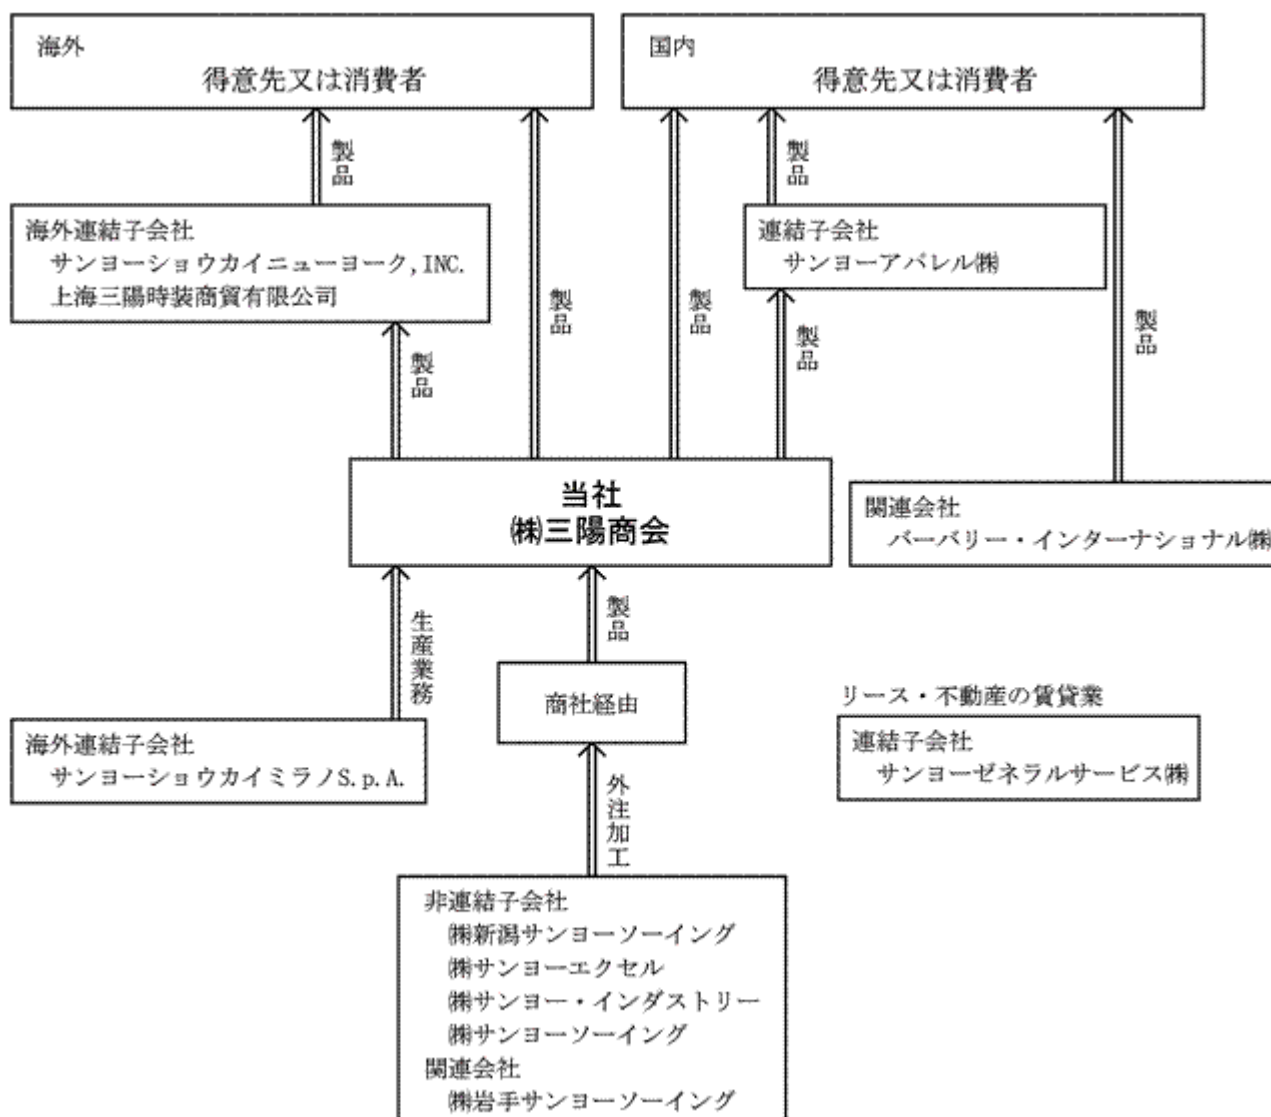 海外
得意先又は消費者
国内
得意先又は消費者
製品
製品
海外連結子会社
サンヨーショウカイニューヨーク,INC.
上海三陽時装商貿有限公司
連結子会社
サンヨーアパレル㈱
製品
製品
製品
製品
製品
当社
㈱三陽商会
関連会社
バーバリー・インターナショナル㈱
生産業務
製品
商社経由
リース・不動産の賃貸業
海外連結子会社
サンヨーショウカイミラノS.p.A.
連結子会社
サンヨーゼネラルサービス㈱
外注加工
非連結子会社
㈱新潟サンヨーソーイング
㈱サンヨーエクセル
㈱サンヨー・インダストリー
㈱サンヨーソーイング
関連会社
㈱岩手サンヨーソーイング